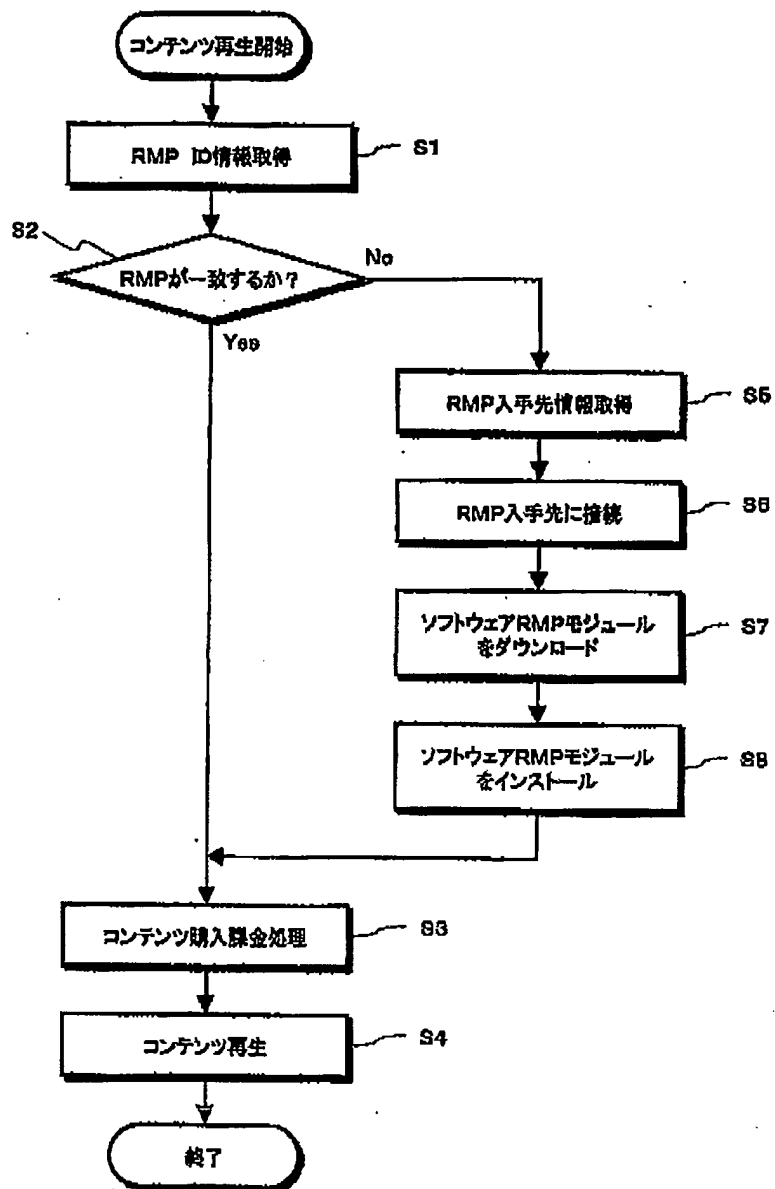 コンテンツ再生開始
RMP ID情報取得
S1
S2
RMPが一致するか？
No
Yes
RMP入手先情報取得
S5
RMP入手先に接続
S6
ソフトウェアRMPモジュール
をダウンロード
S7
ソフトウェアRMPモジュール
をインストール
S8
コンテンツ購入課金処理
S3
コンテンツ再生
S4
終了